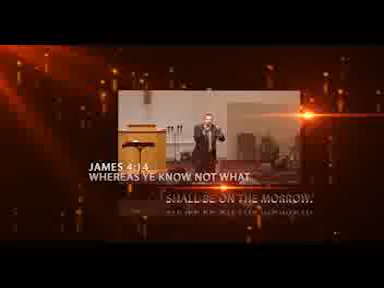 JAMES 4:14
WHEREAS YE KNOW NOT WHAT
SHALL BE ON THE MORROW.